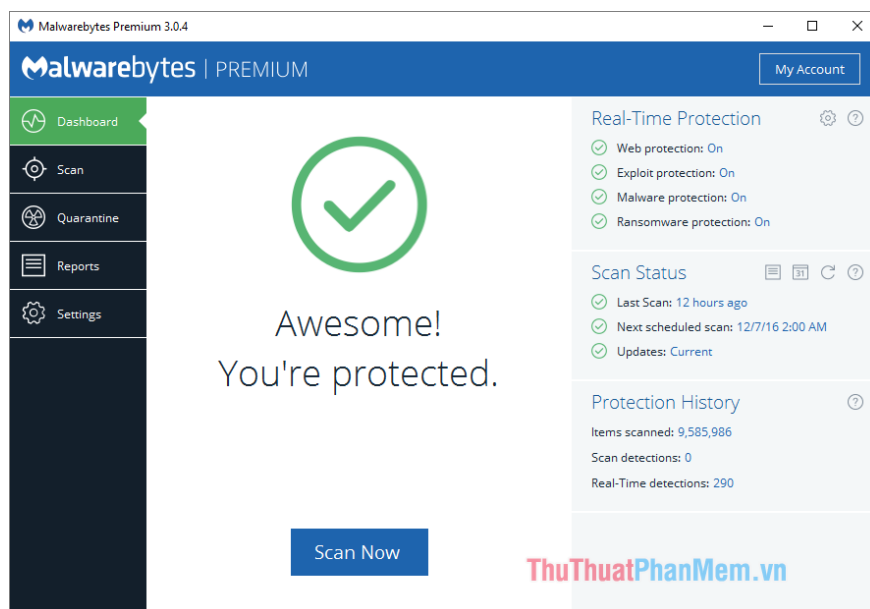 Malwarebytes Premium 3.0.4
Malwarebytes | PREMIUM
My Account
Dashboard
Scan
Quarantine
Reports
Settings
Awesome!
You're protected.
Scan Now
Real-Time Protection
Web protection: On
Exploit protection: On
Malware protection: On
Ransomware protection: On
Scan Status
31
Last Scan: 12 hours ago
Next scheduled scan: 12/7/16 2:00 AM
Updates: Current
Protection History
Items scanned: 9,585,986
Scan detections: 0
Real-Time detections: 290
ThuThuatPhanMem.vn